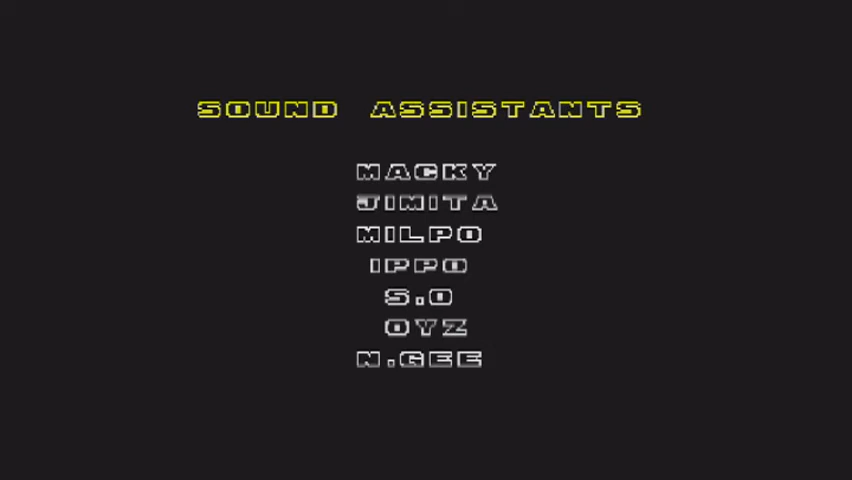 SOUND ASSISTANTS
MACKY
JIMITA
MILPO
IPPO
S.O
OYZ
N.GEE